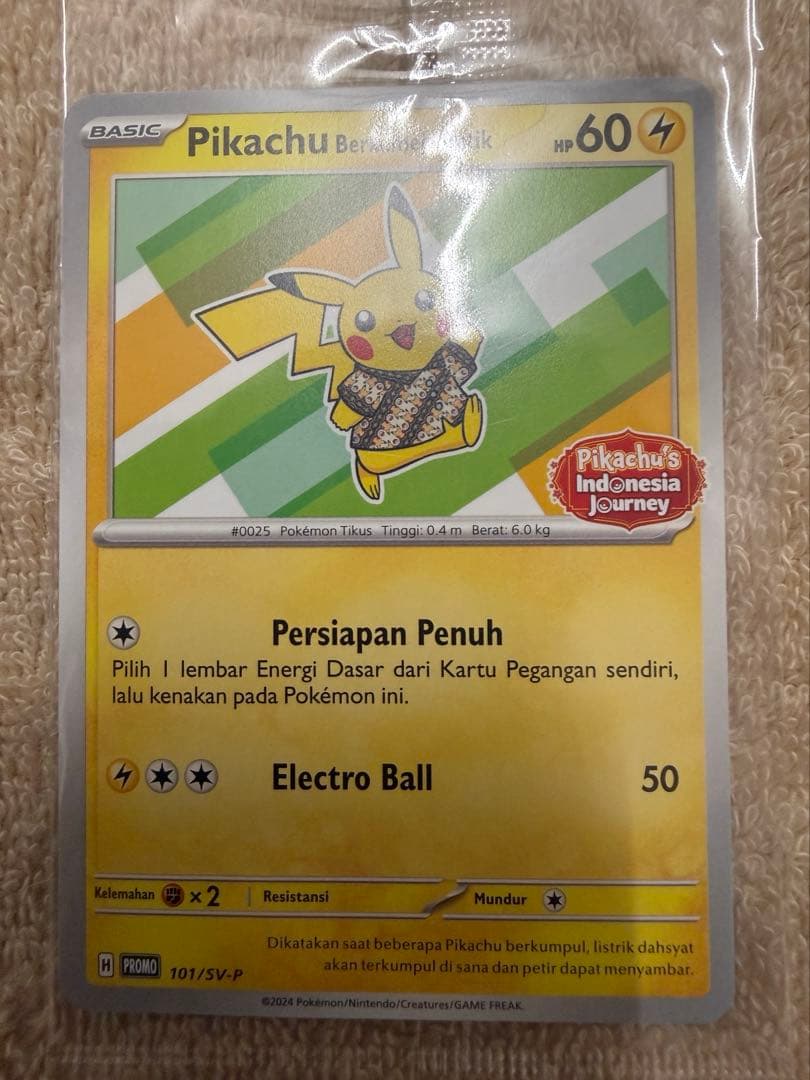 BASIC Pikachu HP 60
Pikachu's
Indonesia
Journey
#0025 Pokémon Tikus Tinggi: 0.4 m Berat: 6.0 kg
Persiapan Penuh
Pilih 1 lembar Energi Dasar dari Kartu Pegangan sendiri,
lalu kenakan pada Pokémon ini.
Electro Ball 50
Kelemahan ×2 Resistansi Mundur
Dikatakan saat beberapa Pikachu berkumpul, listrik dahsyat
akan terkumpul di sana dan petir dapat menyambar.
H PROMO 101/SV-P
©2024 Pokémon/Nintendo/Creatures/GAME FREAK.